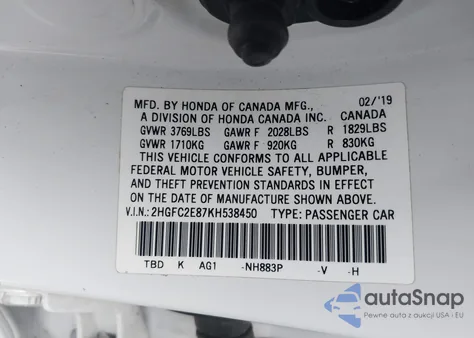 MFD. BY HONDA OF CANADA MFG., 02/'19
A DIVISION OF HONDA CANADA INC. CANADA
GVWR 3769LBS GAWR F 2028LBS R 1829LBS
GVWR 1710KG GAWR F 920KG R 830KG
THIS VEHICLE CONFORMS TO ALL APPLICABLE
FEDERAL MOTOR VEHICLE SAFETY, BUMPER,
AND THEFT PREVENTION STANDARDS IN EFFECT
ON THE DATE OF MANUFACTURE SHOWN ABOVE.
V.I.N.: 2HGFC2E87KH538450 TYPE: PASSENGER CAR
TBD K AG1 -NH883P -V -H
autoSnap
Pewne auta z aukcji USA i EU